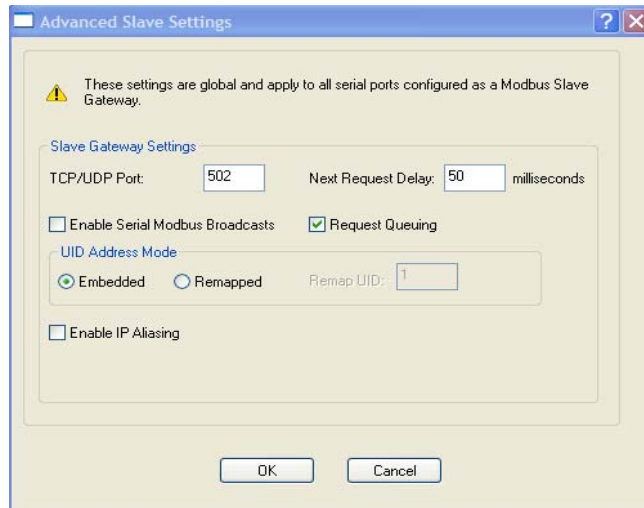 Advanced Slave Settings
These settings are global and apply to all serial ports configured as a Modbus Slave
Gateway.
Slave Gateway Settings
TCP/UDP Port: 502 Next Request Delay: 50 milliseconds
Enable Serial Modbus Broadcasts Request Queuing
UID Address Mode
Embedded Remapped Remap UID: 1
Enable IP Aliasing
OK Cancel